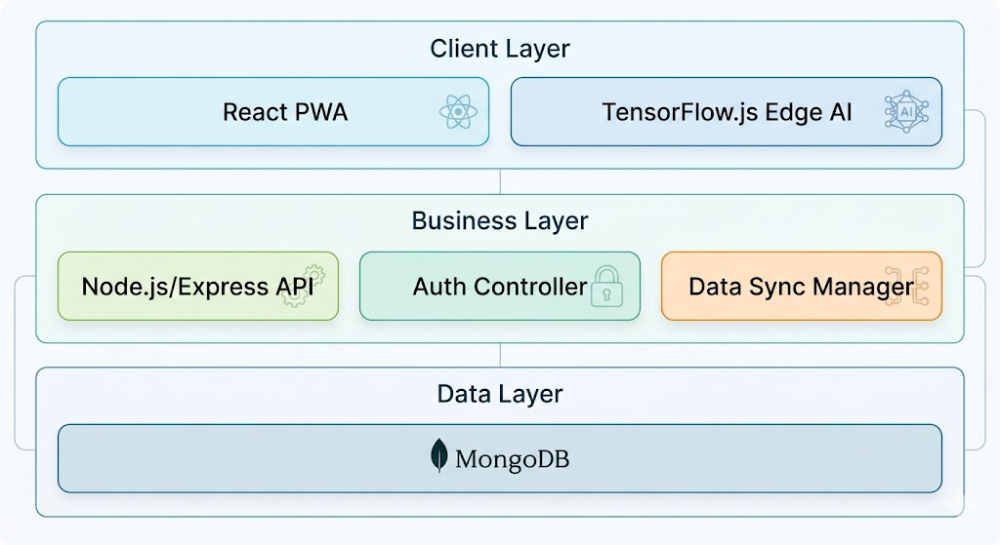 Client Layer
React PWA
TensorFlow.js Edge AI
AI
Business Layer
Node.js/Express API
Auth Controller
Data Sync Manager
Data Layer
MongoDB